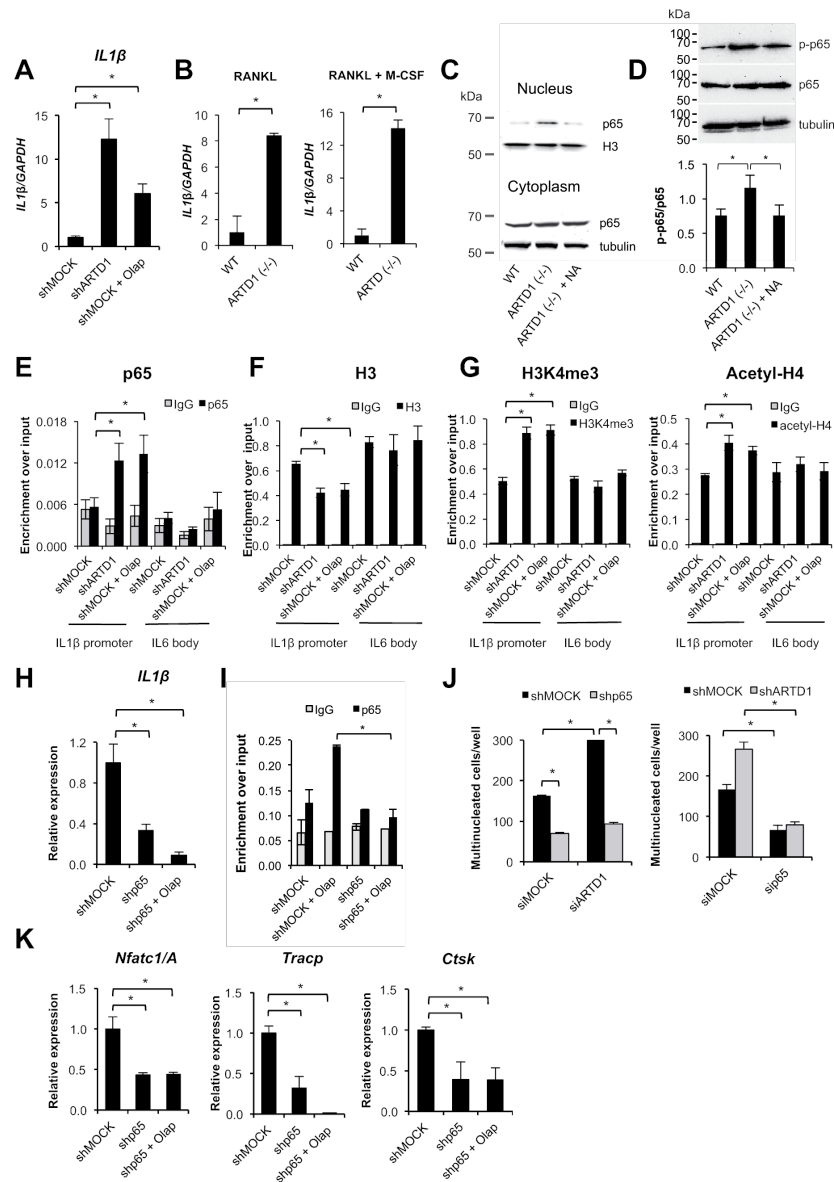 A
IL1β
*
*
IL1β/GAPDH
15
10
5
0
shMOCK
shARTD1
shMOCK + Olap
B
RANKL
*
IL1β/GAPDH
10
8
6
4
2
0
WT
ARTD1 (-/-)
RANKL + M-CSF
*
IL1β/GAPDH
16
12
8
4
0
WT
ARTD (-/-)
C
kDa
Nucleus
70
p65
H3
50
Cytoplasm
70
p65
tubulin
50
WT
ARTD1 (-/-)
ARTD1 (-/-) + NA
D
kDa
100
70
50
p-p65
100
70
50
p65
100
70
50
tubulin
p-p65/p65
1.5
1.0
0.5
0.0
*
*
WT
ARTD1 (-/-)
ARTD1 (-/-) + NA
E
p65
IgG
p65
*
*
Encrichment over input
0.018
0.012
0.006
0.000
shMOCK
shARTD1
shMOCK + Olap
shMOCK
shARTD1
shMOCK + Olap
IL1β promoter
IL6 body
F
H3
IgG
H3
*
*
Enrichment over input
1.0
0.8
0.6
0.4
0.2
0.0
shMOCK
shARTD1
shMOCK + Olap
shMOCK
shARTD1
shMOCK + Olap
IL1β promoter
IL6 body
G
H3K4me3
IgG
H3K4me3
*
*
Enrichment over input
1.2
1.0
0.8
0.6
0.4
0.2
0.0
shMOCK
shARTD1
shMOCK + Olap
shMOCK
shARTD1
shMOCK + Olap
IL1β promoter
IL6 body
Acetyl-H4
IgG
acetyl-H4
*
*
Enrichment over input
0.5
0.4
0.3
0.2
0.1
0.0
shMOCK
shARTD1
shMOCK + Olap
shMOCK
shARTD1
shMOCK + Olap
IL1β promoter
IL6 body
H
IL1β
*
*
Relative expression
1.2
0.8
0.4
0.0
shMOCK
shp65
shp65 + Olap
I
IgG
p65
*
Enrichment over input
0.25
0.20
0.15
0.10
0.05
0.00
shMOCK
shMOCK + Olap
shp65
shp65 + Olap
J
shMOCK
shp65
*
*
*
Multinucleated cells/well
300
200
100
0
siMOCK
siARTD1
shMOCK
shARTD1
*
*
Multinucleated cells/well
300
200
100
0
siMOCK
sip65
K
Nfatc1/A
*
*
Relative expression
1.5
1.0
0.5
0.0
shMOCK
shp65
shp65 + Olap
Tracp
*
*
Relative expression
1.5
1.0
0.5
0.0
shMOCK
shp65
shp65 + Olap
Ctsk
*
*
Relative expression
1.5
1.0
0.5
0.0
shMOCK
shp65
shp65 + Olap